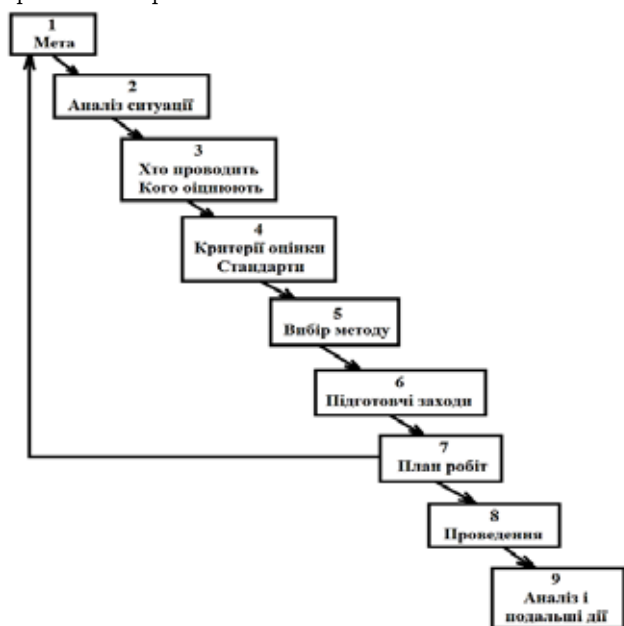 1
Мета
2
Аналіз ситуації
3
Хто проводить
Кого оцінюють
4
Критерії оцінки
Стандарти
5
Вибір методу
6
Підготовчі заходи
7
План робіт
8
Проведення
9
Аналіз і
подальші дії